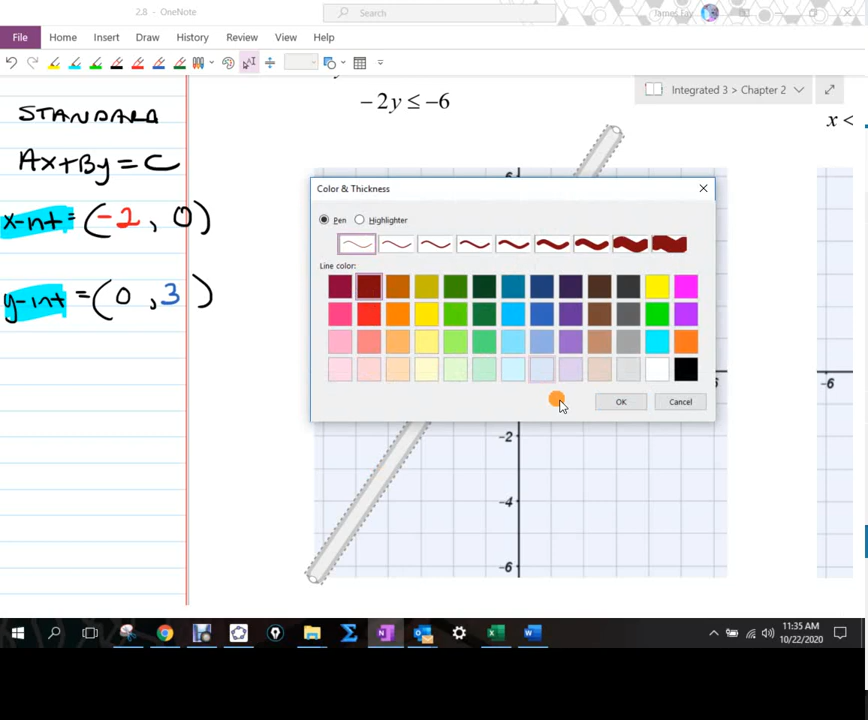 2.8 - OneNote
Search
James Fay
File Home Insert Draw History Review View Help
Integrated 3 > Chapter 2
-2y ≤ -6
x <
STANDARD
Ax+By=C
x-int=(-2, 0)
y-int=(0, 3)
Color & Thickness
Pen Highlighter
Line color:
OK Cancel
-6
-2
-4
-6
11:35 AM
10/22/2020